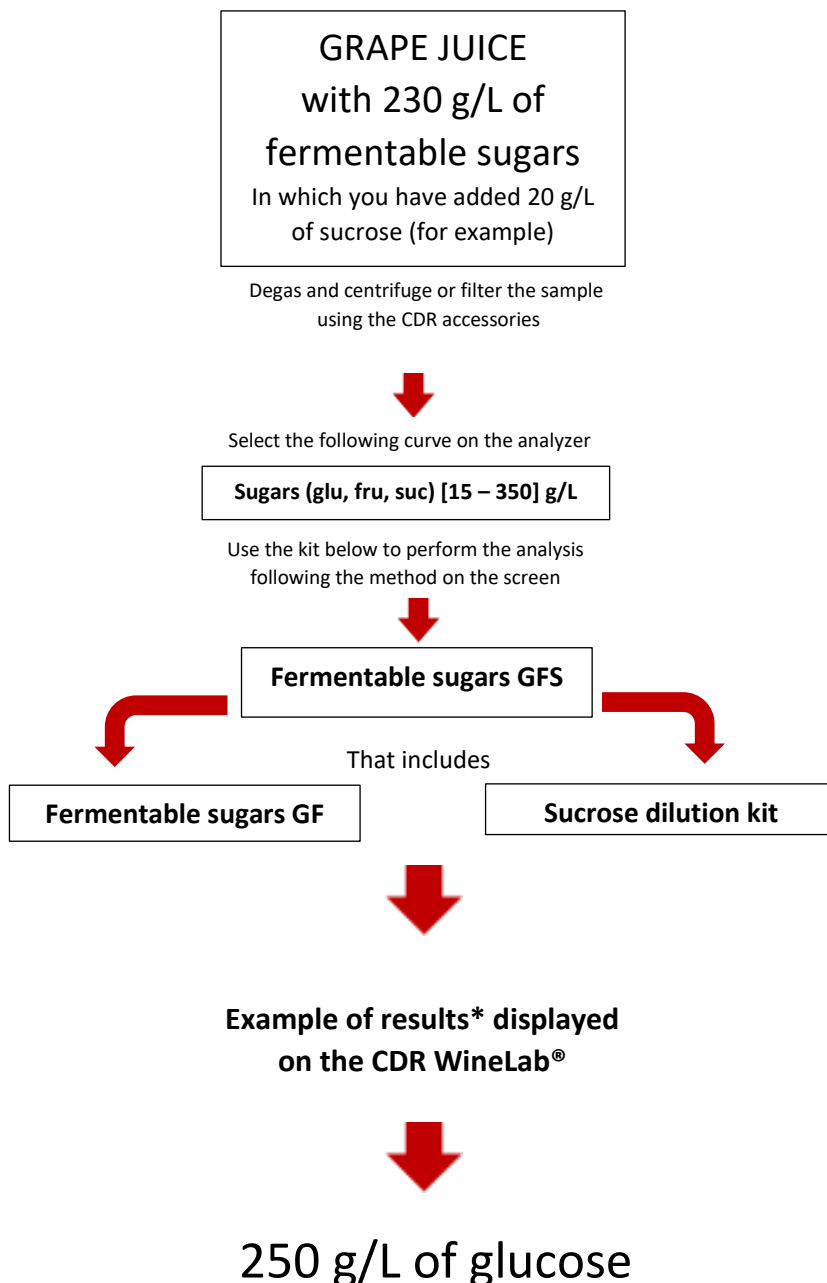 GRAPE JUICE
with 230 g/L of
fermentable sugars
In which you have added 20 g/L
of sucrose (for example)
Degas and centrifuge or filter the sample
using the CDR accessories
Select the following curve on the analyzer
Sugars (glu, fru, suc) [15 – 350] g/L
Use the kit below to perform the analysis
following the method on the screen
Fermentable sugars GFS
That includes
Fermentable sugars GF
Sucrose dilution kit
Example of results* displayed
on the CDR WineLab®
250 g/L of glucose